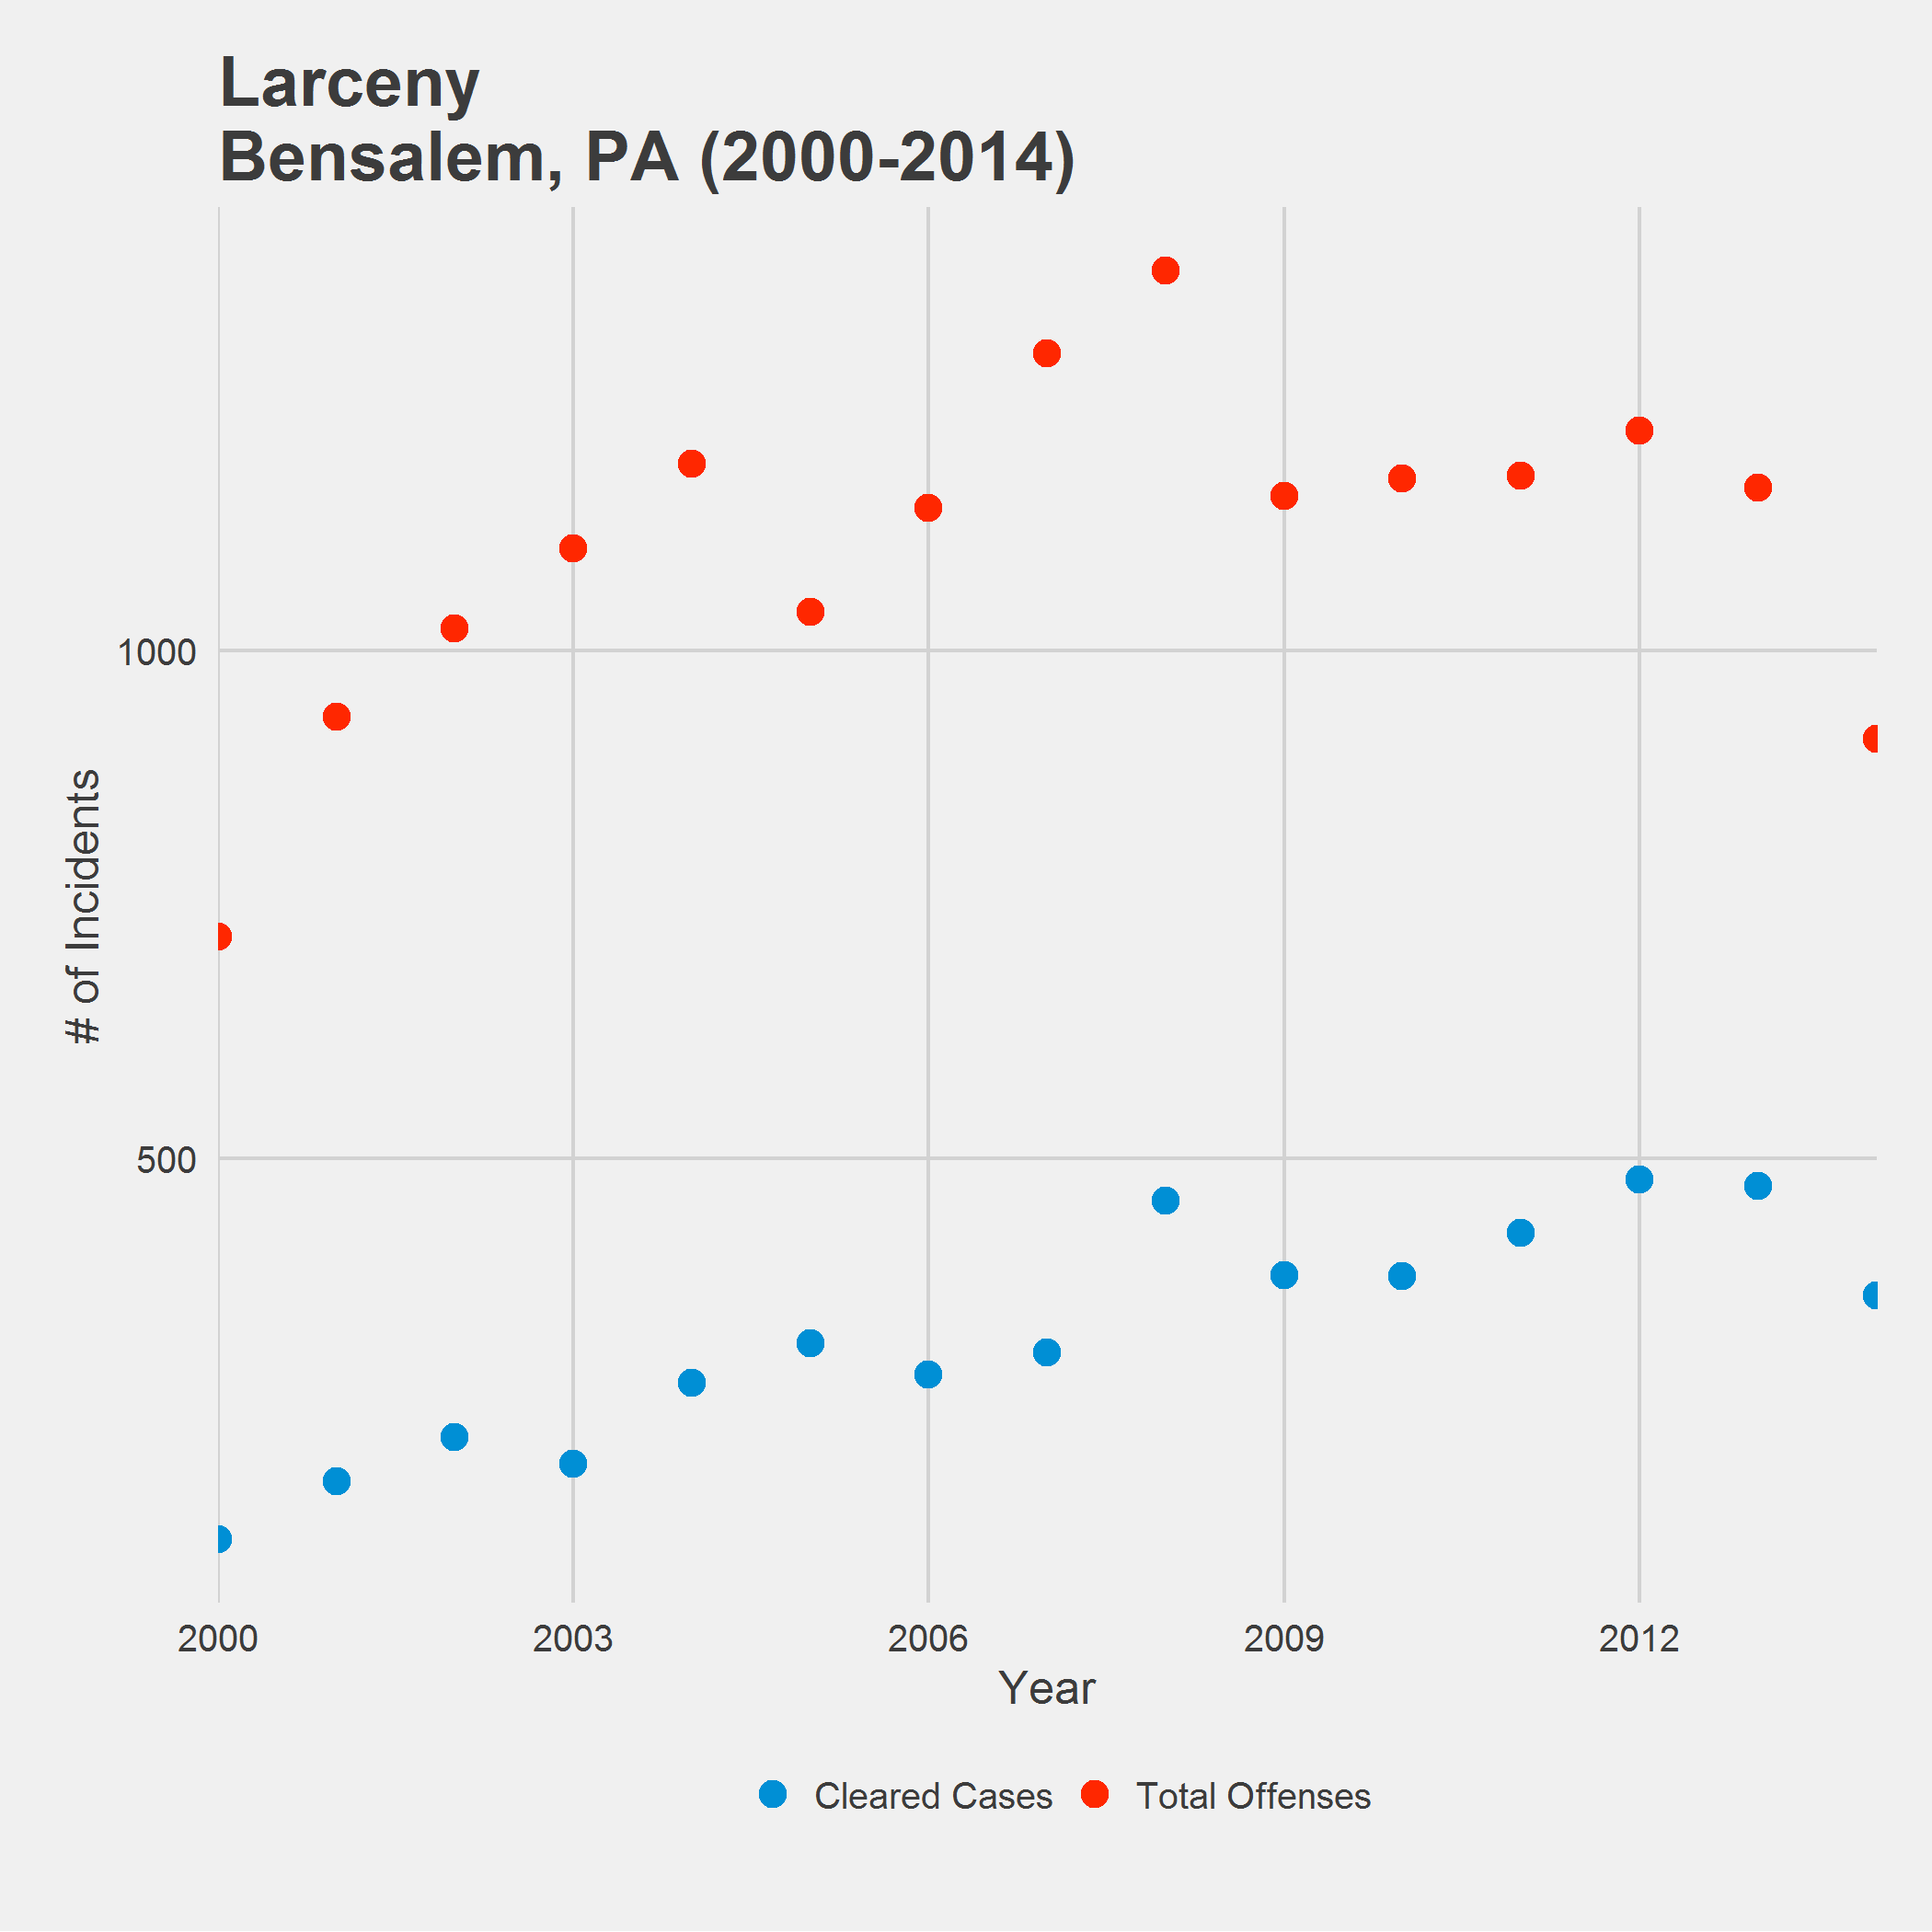 Larceny
Bensalem, PA (2000-2014)
1000
500
# of Incidents
2000 2003 2006 2009 2012
Year
Cleared Cases Total Offenses